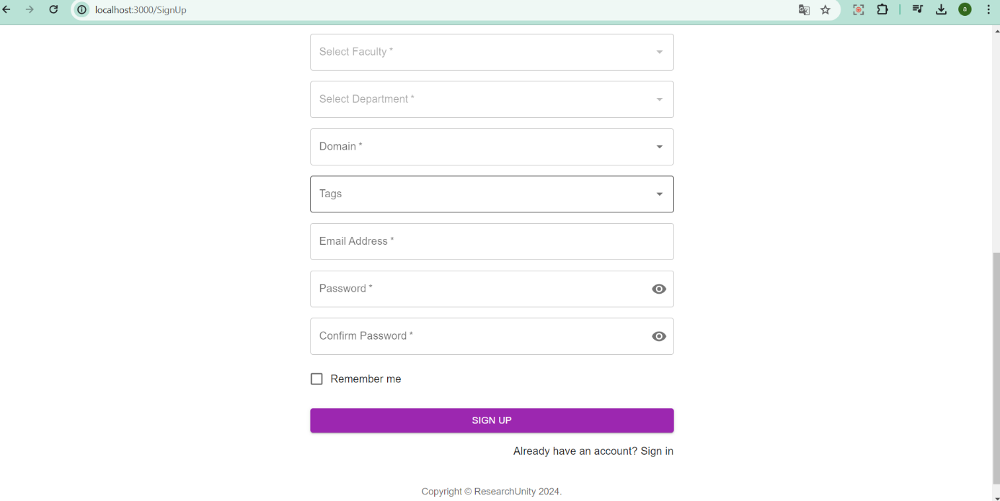 localhost:3000/SignUp
a
Select Faculty *
Select Department *
Domain *
Tags
Email Address *
Password *
Confirm Password *
Remember me
SIGN UP
Already have an account? Sign in
Copyright © ResearchUnity 2024.